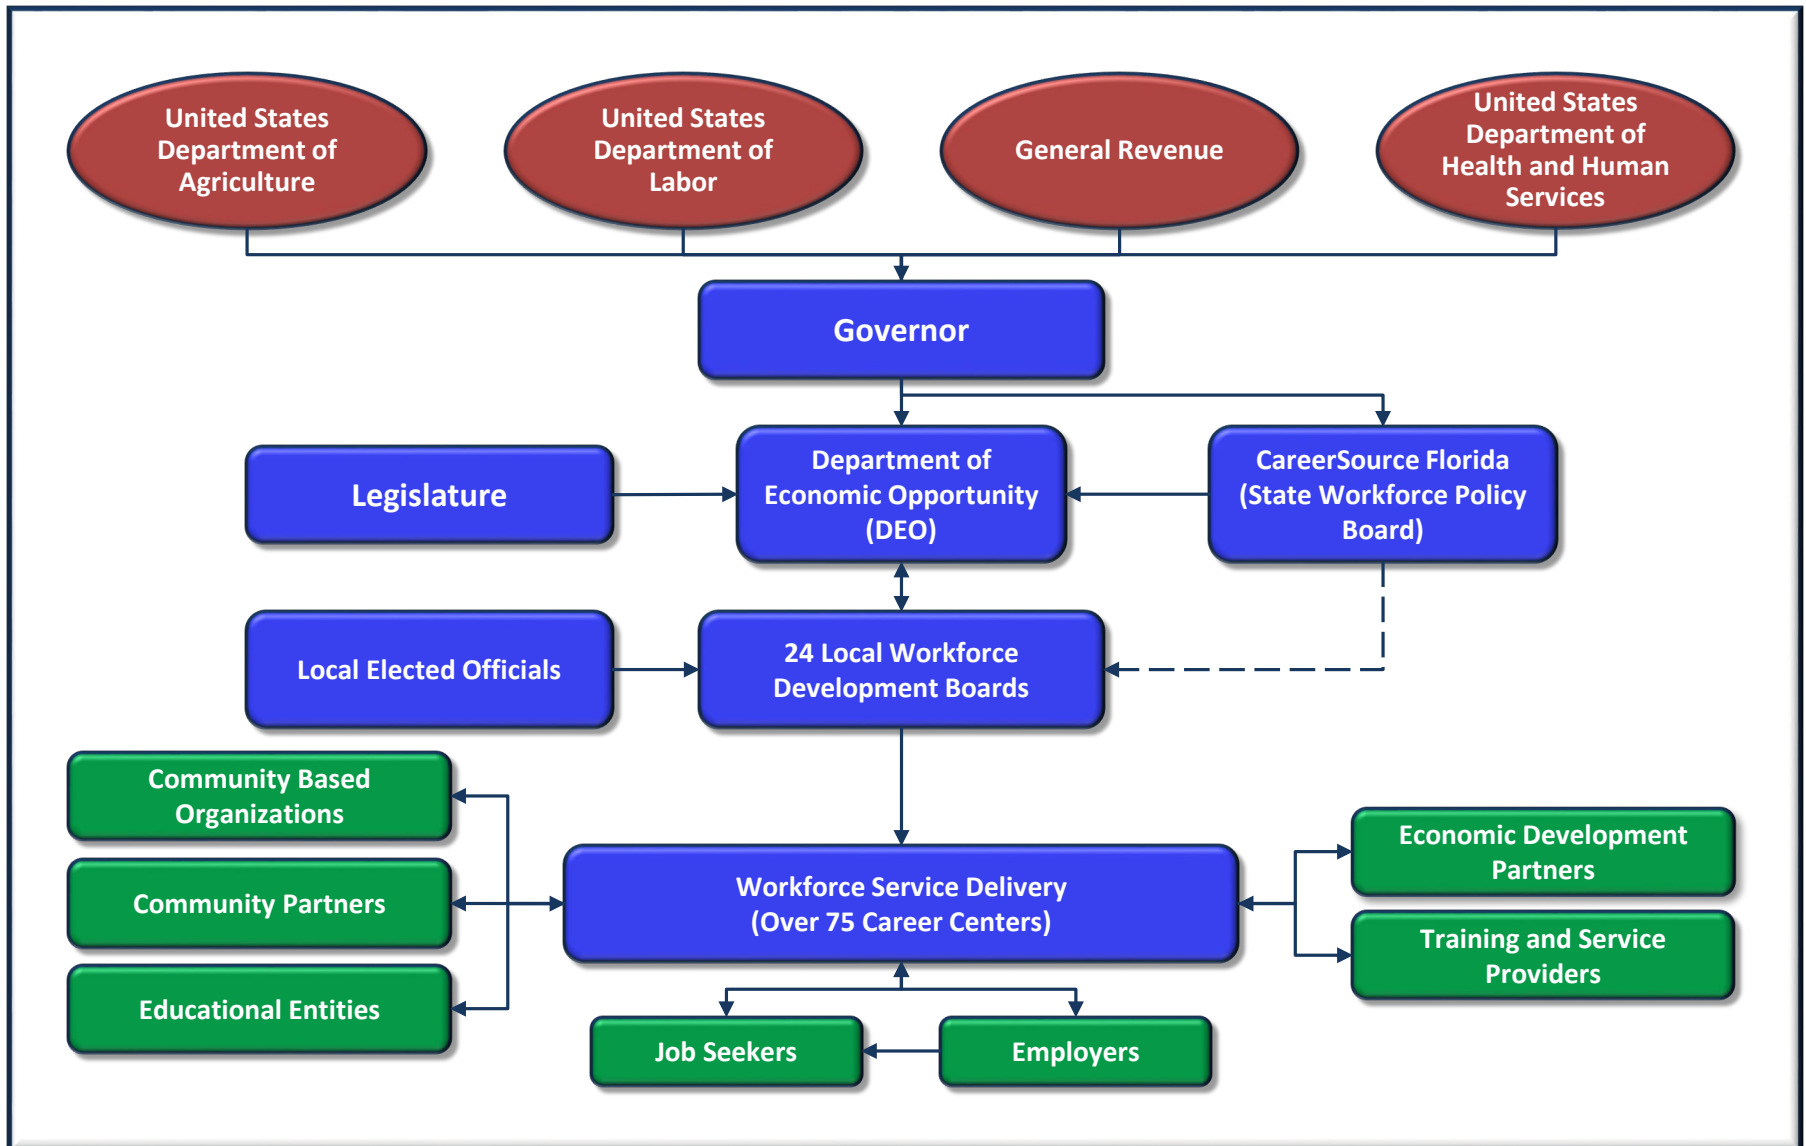 United States
Department of
Agriculture
United States
Department of
Labor
General Revenue
United States
Department of
Health and Human
Services
Governor
Legislature
Department of
Economic Opportunity
(DEO)
CareerSource Florida
(State Workforce Policy
Board)
Local Elected Officials
24 Local Workforce
Development Boards
Community Based
Organizations
Community Partners
Educational Entities
Workforce Service Delivery
(Over 75 Career Centers)
Economic Development
Partners
Training and Service
Providers
Job Seekers
Employers